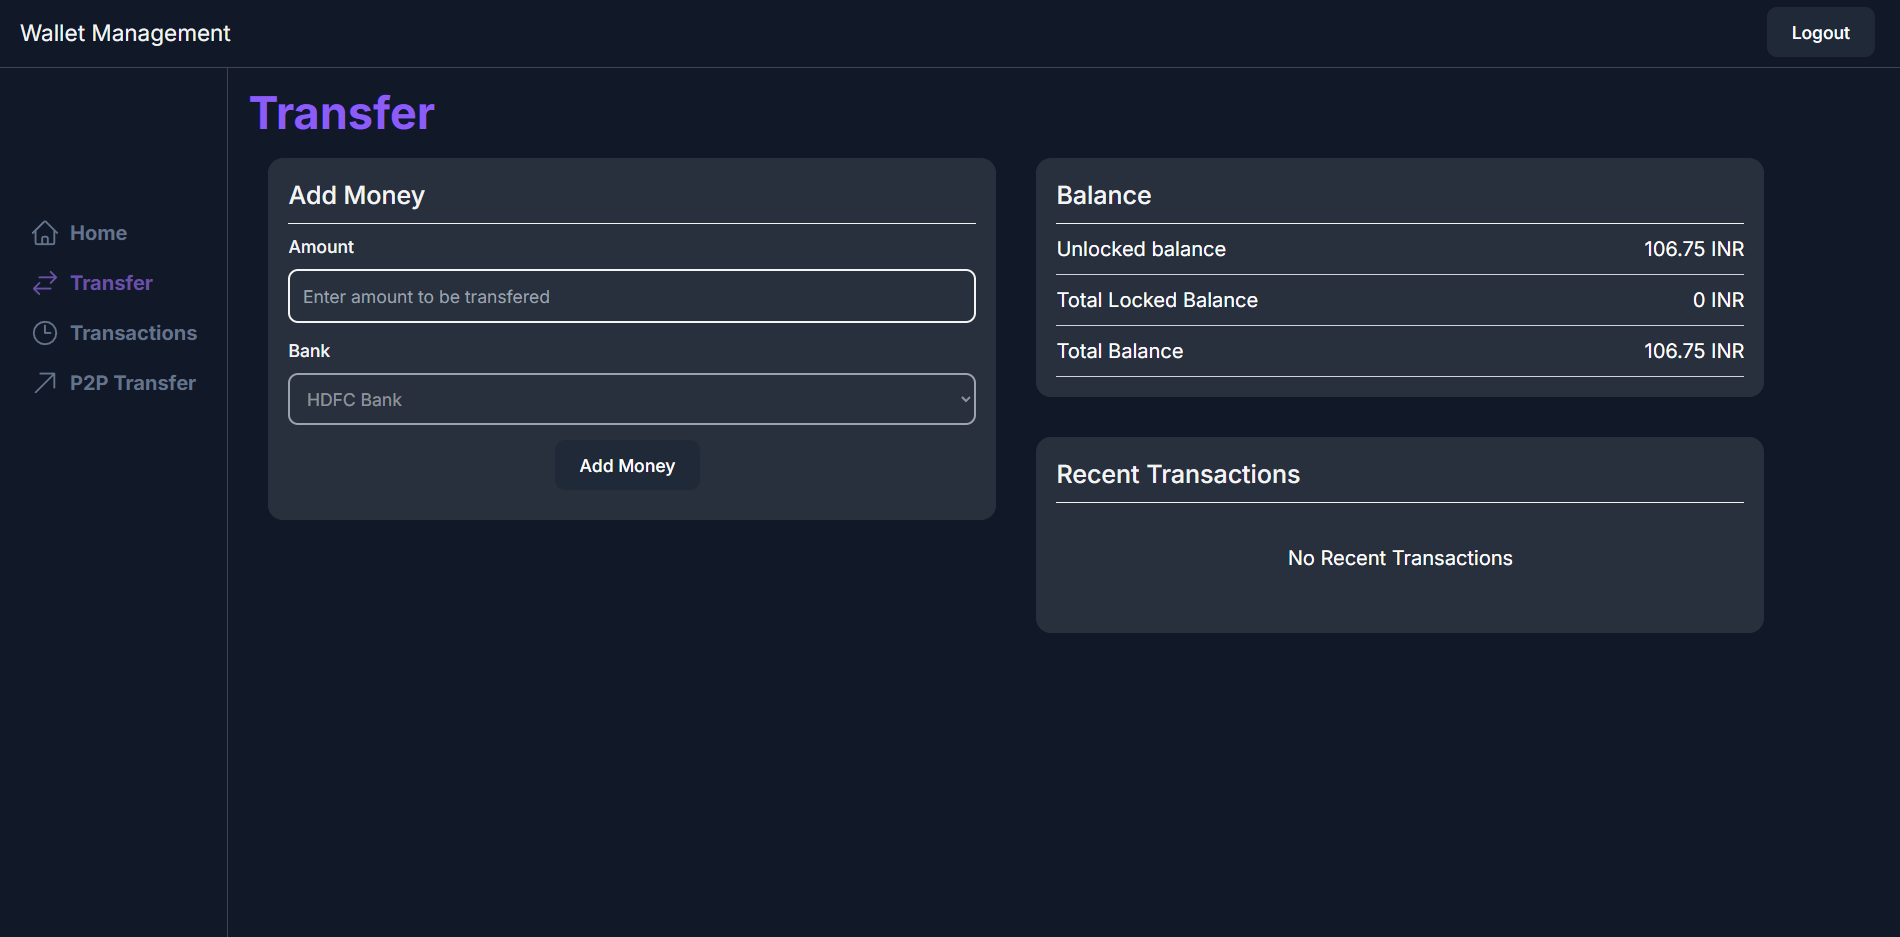 Wallet Management
Logout
Home
Transfer
Transactions
P2P Transfer
Transfer
Add Money
Amount
Enter amount to be transfered
Bank
HDFC Bank
Add Money
Balance
Unlocked balance 106.75 INR
Total Locked Balance 0 INR
Total Balance 106.75 INR
Recent Transactions
No Recent Transactions